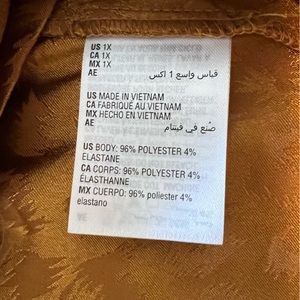 US 1X
CA 1X
MX 1X
AE قياس واسع 1 اكس
US MADE IN VIETNAM
CA FABRIQUÉ AU VIETNAM
MX HECHO EN VIETNAM
AE صُنع في فيتنام
US BODY: 96% POLYESTER 4%
ELASTANE
CA CORPS: 96% POLYESTER 4%
ÉLASTHANNE
MX CUERPO: 96% poliester 4%
elastano